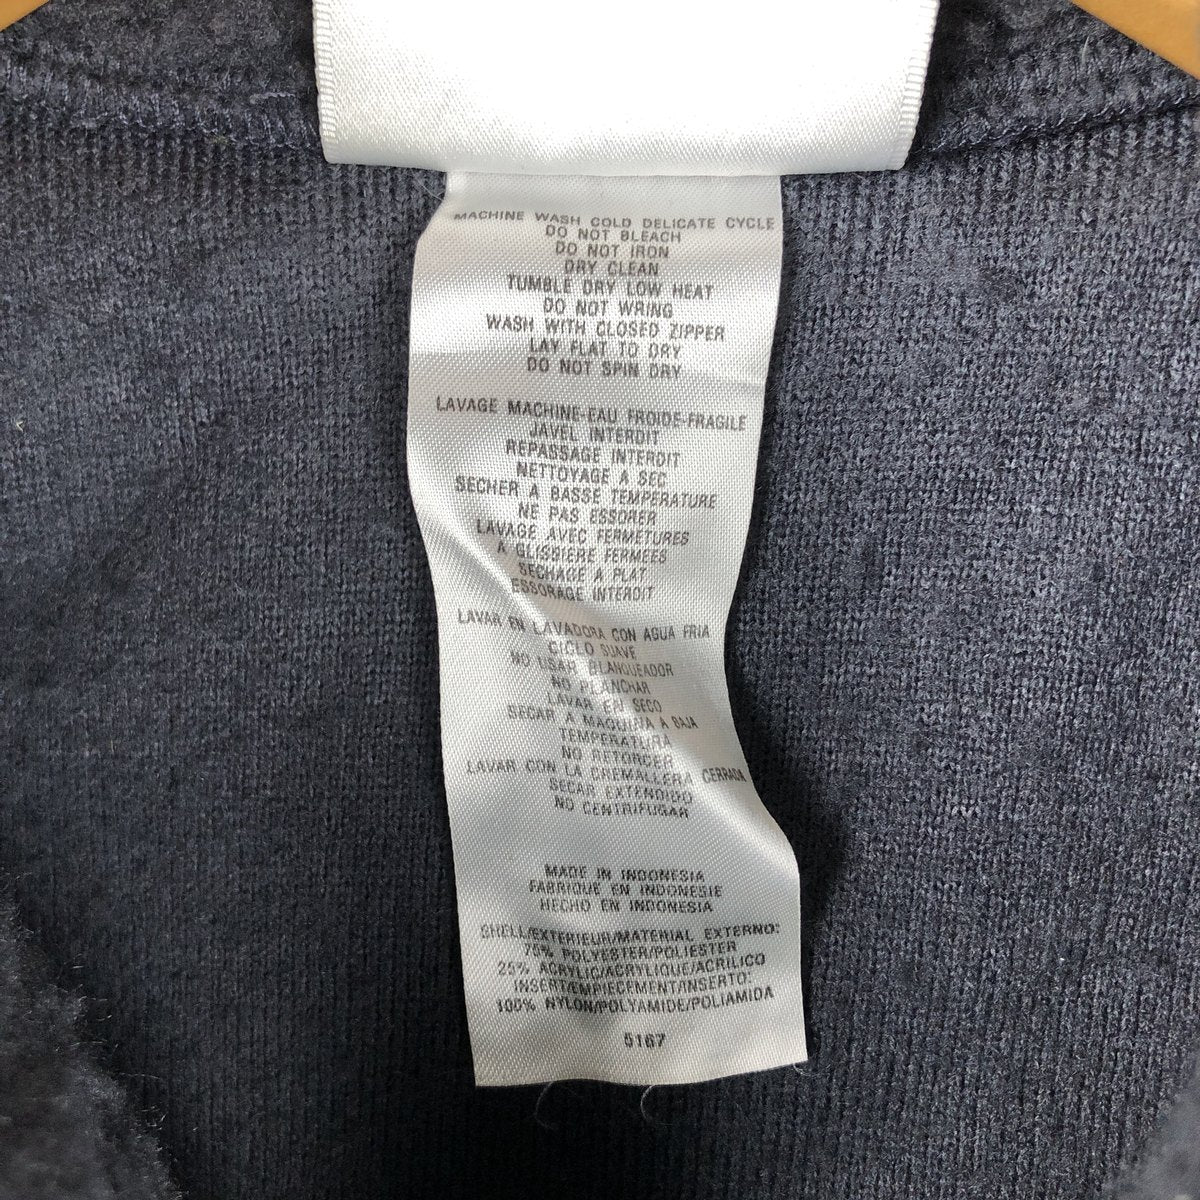 MACHINE WASH COLD DELICATE CYCLE
DO NOT BLEACH
DO NOT IRON
DRY CLEAN
TUMBLE DRY LOW HEAT
DO NOT WRING
WASH WITH CLOSED ZIPPER
LAY FLAT TO DRY
DO NOT SPIN DRY
LAVAGE MACHINE-EAU FROIDE-FRAGILE
JAVEL INTERDIT
REPASSAGE INTERDIT
NETTOYAGE A SEC
SECHER A BASSE TEMPERATURE
NE PAS ESSORER
LAVAGE AVEC FERMETURES
A GLISSIERE FERMEES
SECHAGE A PLAT
ESSORAGE INTERDIT
LAVAR EN LAVADORA CON AGUA FRIA
CICLO SUAVE
NO USAR BLANQUEADOR
NO PLANCHAR
LAVAR EN SECO
SECAR A MAQUINA A BAJA
TEMPERATURA
NO RETORCER
LAVAR CON LA CREMALLERA CERRADA
SECAR EXTENDIDO
NO CENTRIFUGAR
MADE IN INDONESIA
FABRIQUE EN INDONESIE
HECHO EN INDONESIA
SHELL/EXTERIEUR/MATERIAL EXTERNO:
75% POLYESTER/POLIESTER
25% ACRYLIC/ACRYLIQUE/ACRILICO
INSERT/EMPIECEMENT/INSERTO:
100% NYLON/POLYAMIDE/POLIAMIDA
5167